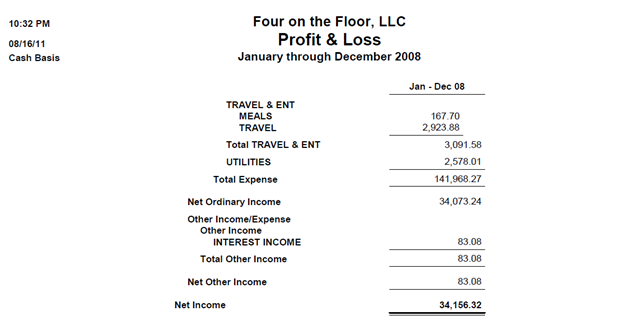 10:32 PM
08/16/11
Cash Basis
Four on the Floor, LLC
Profit & Loss
January through December 2008
Jan - Dec 08
TRAVEL & ENT
MEALS 167.70
TRAVEL 2,923.88
Total TRAVEL & ENT 3,091.58
UTILITIES 2,578.01
Total Expense 141,968.27
Net Ordinary Income 34,073.24
Other Income/Expense
Other Income
INTEREST INCOME 83.08
Total Other Income 83.08
Net Other Income 83.08
Net Income 34,156.32